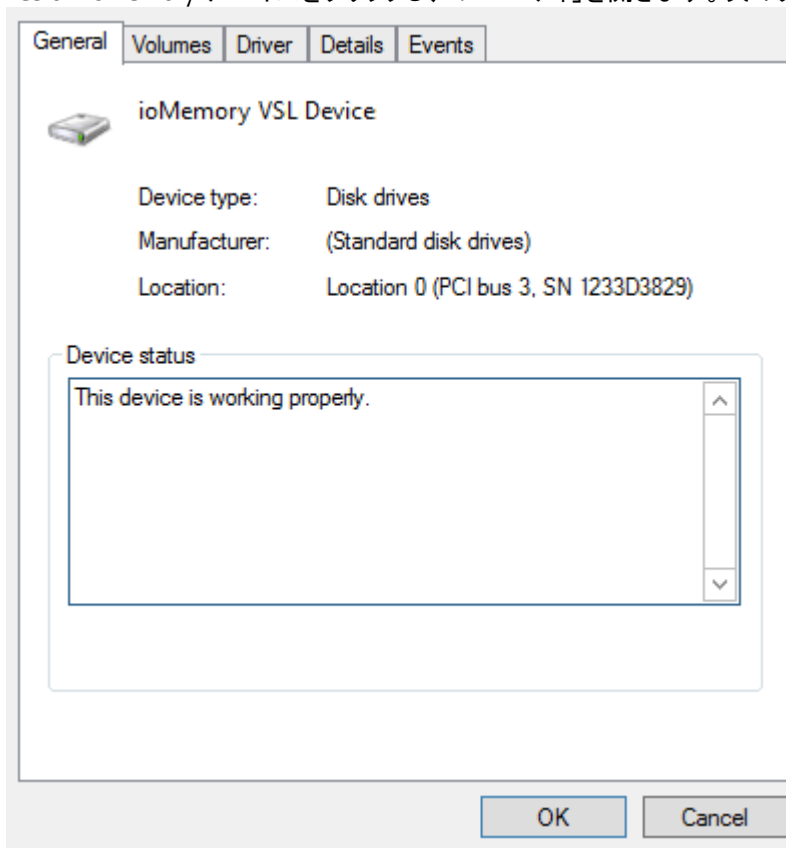 General Volumes Driver Details Events
ioMemory VSL Device
Device type: Disk drives
Manufacturer: (Standard disk drives)
Location: Location 0 (PCI bus 3, SN 1233D3829)
Device status
This device is working properly.
OK Cancel